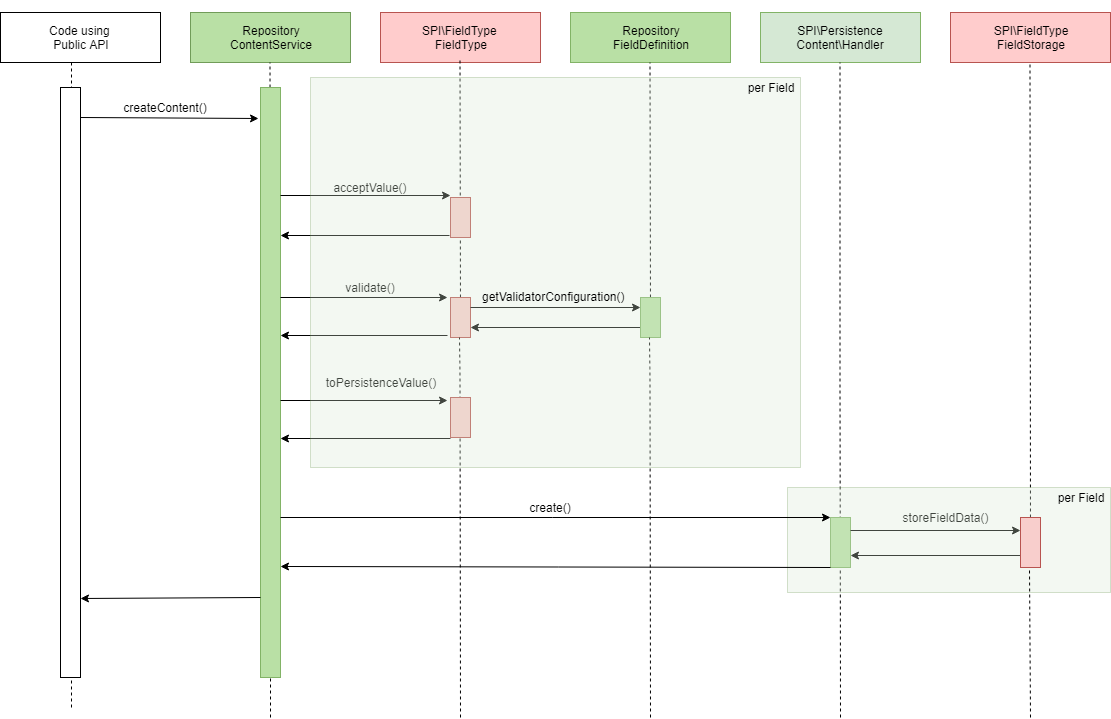 Code using
Public API
Repository
ContentService
SPI\FieldType
FieldType
Repository
FieldDefinition
SPI\Persistence
Content\Handler
SPI\FieldType
FieldStorage
per Field
createContent()
acceptValue()
validate()
getValidatorConfiguration()
toPersistenceValue()
per Field
create()
storeFieldData()